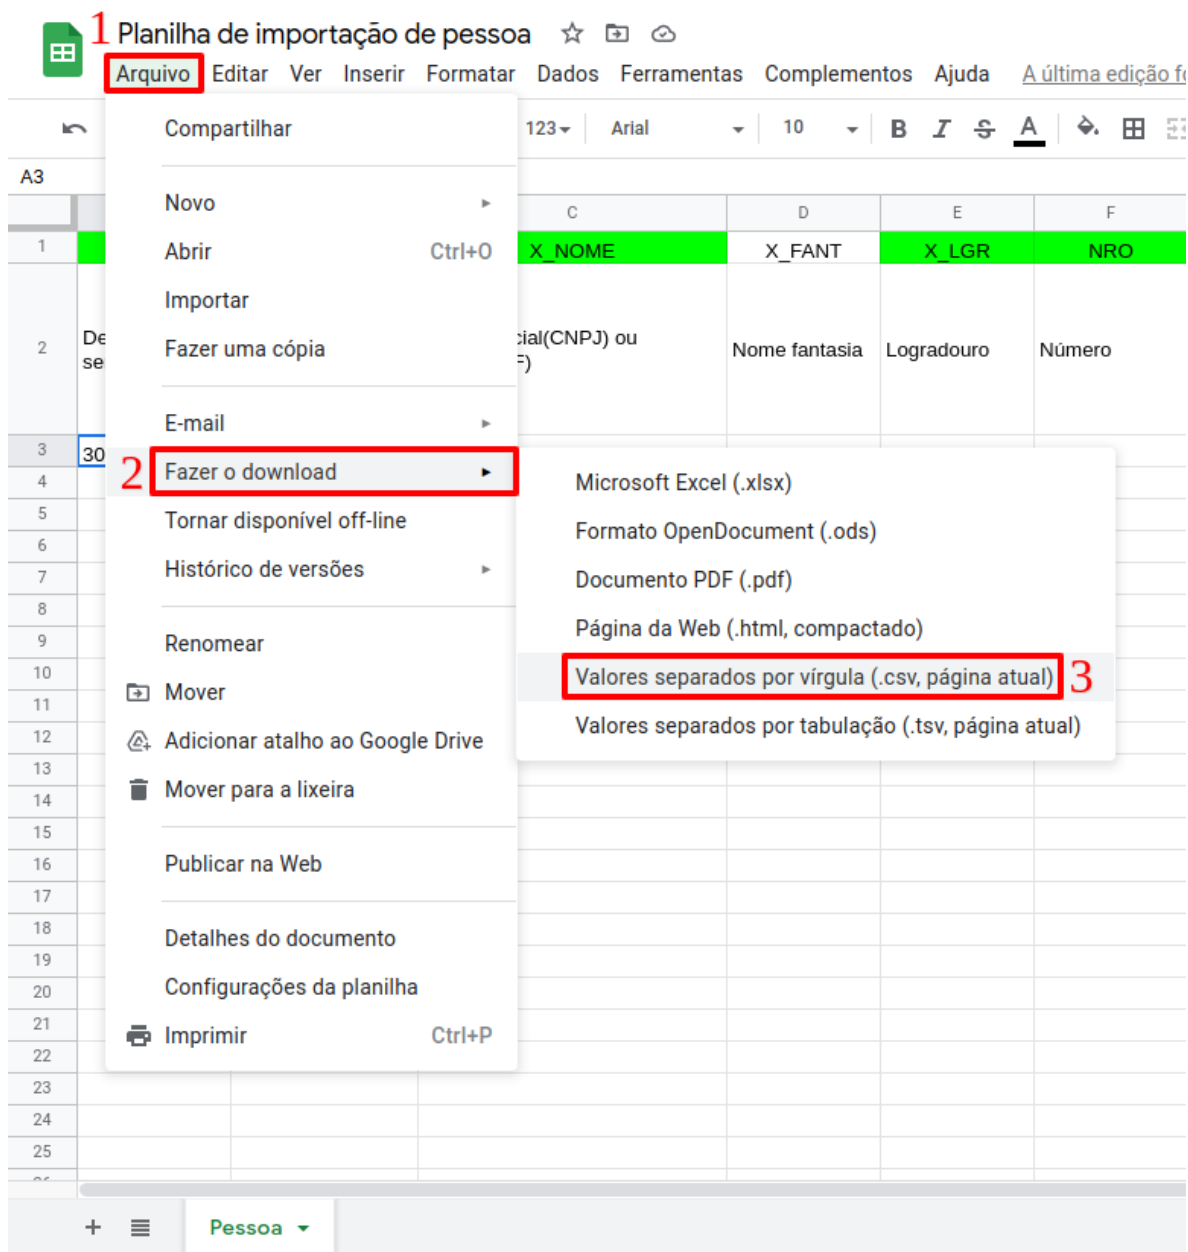 1 Planilha de importação de pessoa
Arquivo Editar Ver Inserir Formatar Dados Ferramentas Complementos Ajuda A última edição
123 Arial 10 B I S A
A3
C D E F
1 X_NOME X_FANT X_LGR NRO
2 cial(CNPJ) ou Nome fantasia Logradouro Número
3 30
4
5
6
7
8
9
10
11
12
13
14
15
16
17
18
19
20
21
22
23
24
25
Compartilhar
Novo
Abrir Ctrl+O
Importar
Fazer uma cópia
E-mail
2 Fazer o download
Tornar disponível off-line
Histórico de versões
Renomear
Mover
Adicionar atalho ao Google Drive
Mover para a lixeira
Publicar na Web
Detalhes do documento
Configurações da planilha
Imprimir Ctrl+P
Microsoft Excel (.xlsx)
Formato OpenDocument (.ods)
Documento PDF (.pdf)
Página da Web (.html, compactado)
Valores separados por vírgula (.csv, página atual) 3
Valores separados por tabulação (.tsv, página atual)
Pessoa